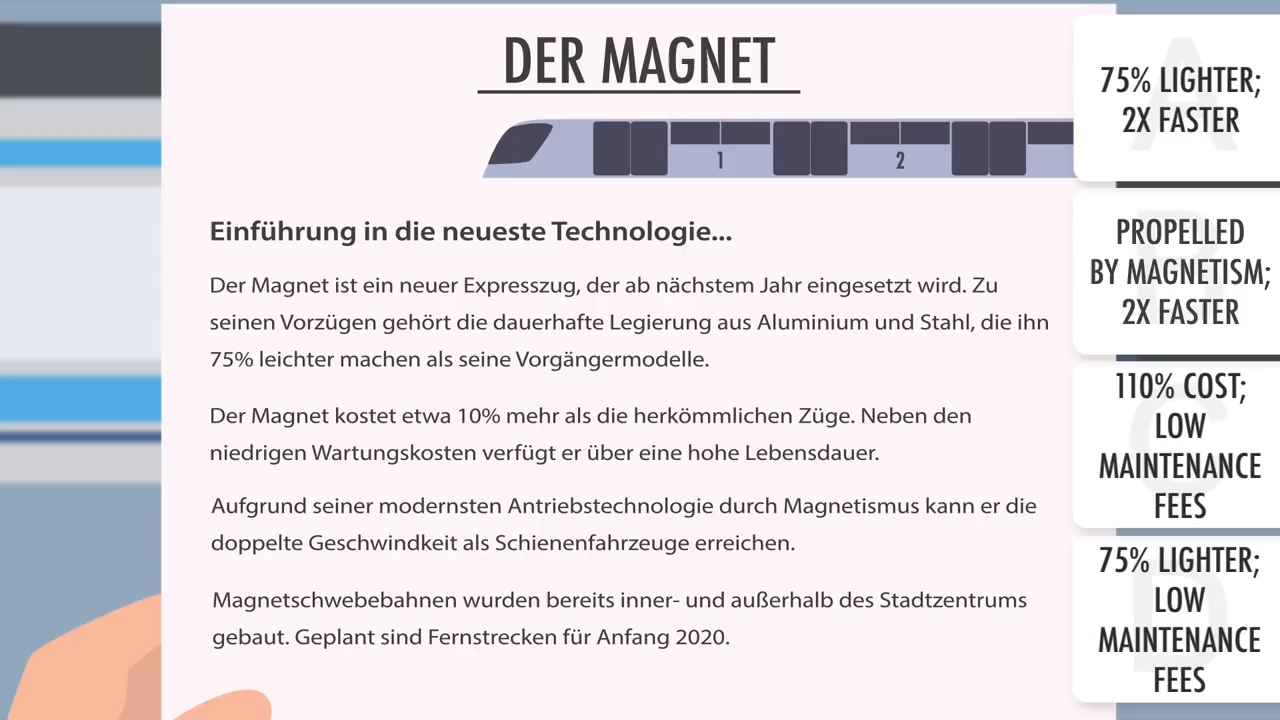 DER MAGNET
1
2
Einführung in die neueste Technologie...
Der Magnet ist ein neuer Expresszug, der ab nächstem Jahr eingesetzt wird. Zu
seinen Vorzügen gehört die dauerhafte Legierung aus Aluminium und Stahl, die ihn
75% leichter machen als seine Vorgängermodelle.
Der Magnet kostet etwa 10% mehr als die herkömmlichen Züge. Neben den
niedrigen Wartungskosten verfügt er über eine hohe Lebensdauer.
Aufgrund seiner modernsten Antriebstechnologie durch Magnetismus kann er die
doppelte Geschwindkeit als Schienenfahrzeuge erreichen.
Magnetschwebebahnen wurden bereits inner- und außerhalb des Stadtzentrums
gebaut. Geplant sind Fernstrecken für Anfang 2020.
A
75% LIGHTER;
2X FASTER
B
PROPELLED
BY MAGNETISM;
2X FASTER
C
110% COST;
LOW
MAINTENANCE
FEES
D
75% LIGHTER;
LOW
MAINTENANCE
FEES